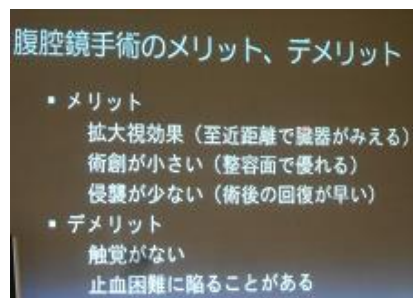 腹腔鏡手術のメリット、デメリット
▪ メリット
拡大視効果（至近距離で臓器がみえる）
術創が小さい（整容面で優れる）
侵襲が少ない（術後の回復が早い）
▪ デメリット
触覚がない
止血困難に陥ることがある